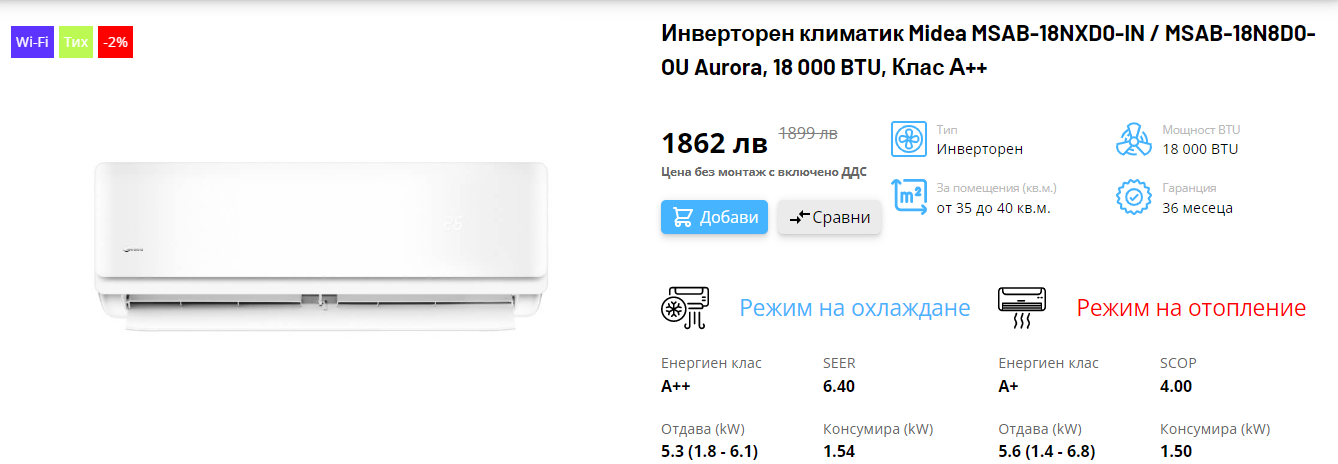 Wi-Fi
Тих
-2%
Инверторен климатик Midea MSAB-18NXD0-IN / MSAB-18N8D0-
OU Aurora, 18 000 BTU, Клас А++
1862 лв
1899 лв
Цена без монтаж с включено ДДС
Добави
Сравни
Тип
Инверторен
Мощност BTU
18 000 BTU
m²
За помещения (кв.м.)
от 35 до 40 кв.м.
Гаранция
36 месеца
Режим на охлаждане
Енергиен клас
A++
SEER
6.40
Отдава (kW)
5.3 (1.8 - 6.1)
Консумира (kW)
1.54
Режим на отопление
Енергиен клас
A+
SCOP
4.00
Отдава (kW)
5.6 (1.4 - 6.8)
Консумира (kW)
1.50